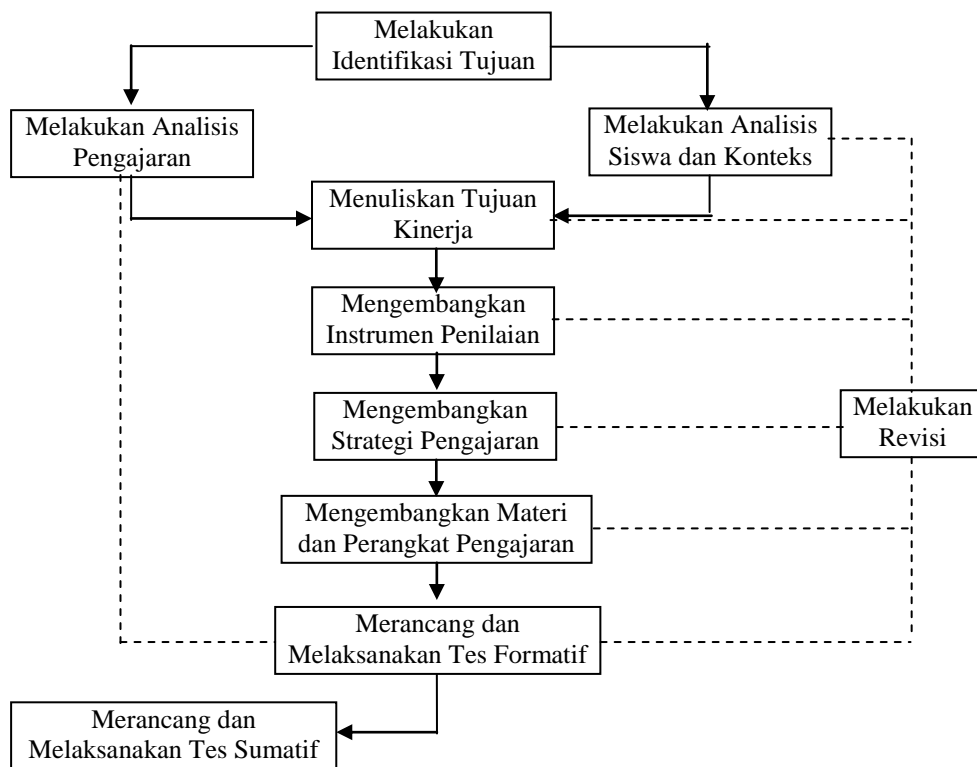 Melakukan
Identifikasi Tujuan
Melakukan Analisis
Pengajaran
Melakukan Analisis
Siswa dan Konteks
Menuliskan Tujuan
Kinerja
Mengembangkan
Instrumen Penilaian
Mengembangkan
Strategi Pengajaran
Melakukan
Revisi
Mengembangkan Materi
dan Perangkat Pengajaran
Merancang dan
Melaksanakan Tes Formatif
Merancang dan
Melaksanakan Tes Sumatif